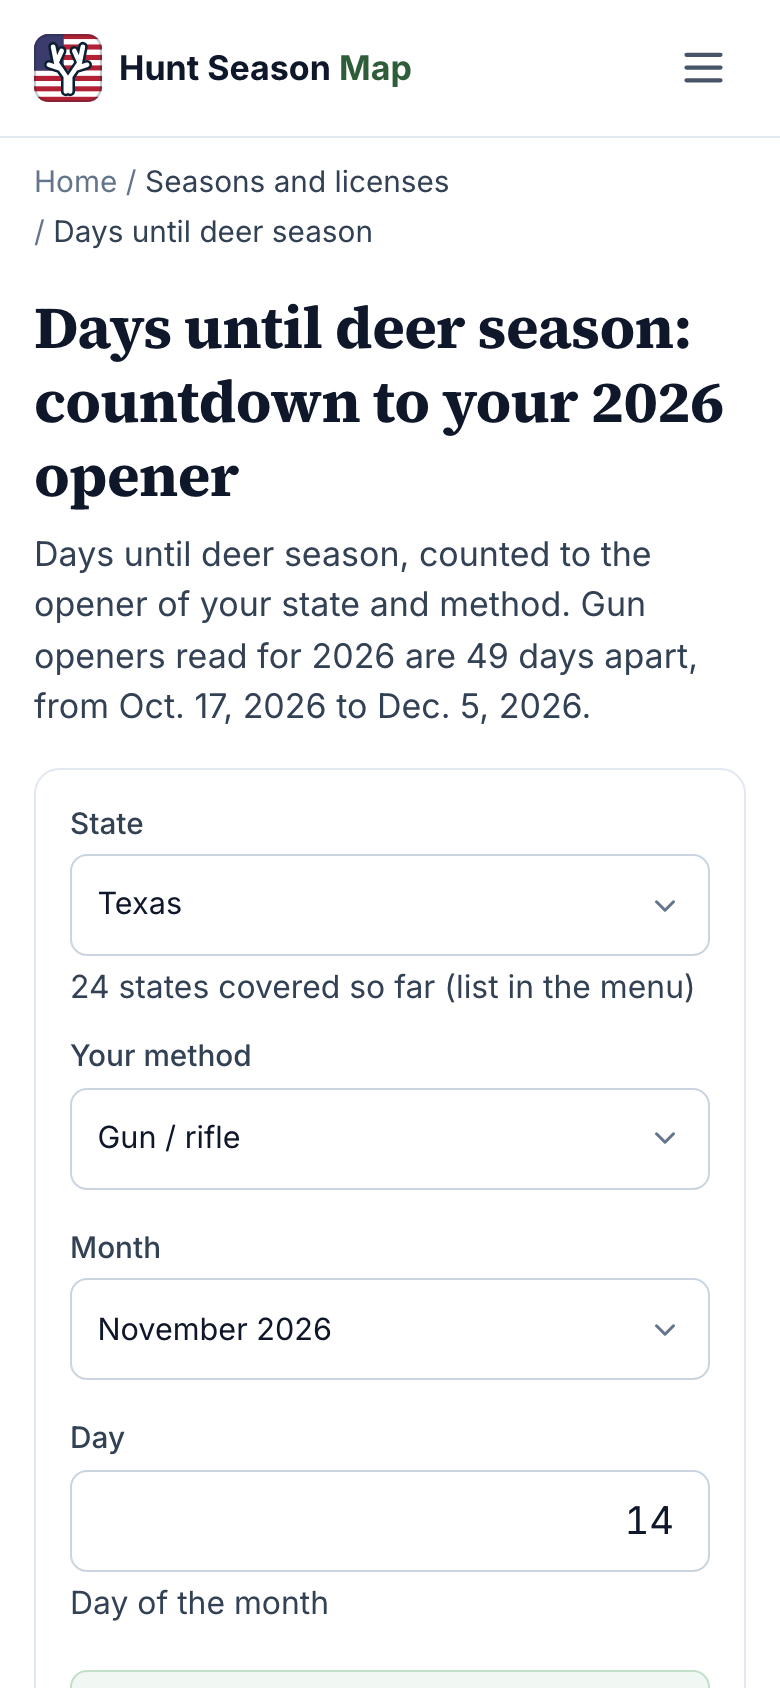 Hunt Season Map
Home / Seasons and licenses
/ Days until deer season
Days until deer season:
countdown to your 2026
opener
Days until deer season, counted to the
opener of your state and method. Gun
openers read for 2026 are 49 days apart,
from Oct. 17, 2026 to Dec. 5, 2026.
State
Texas
24 states covered so far (list in the menu)
Your method
Gun / rifle
Month
November 2026
Day
14
Day of the month